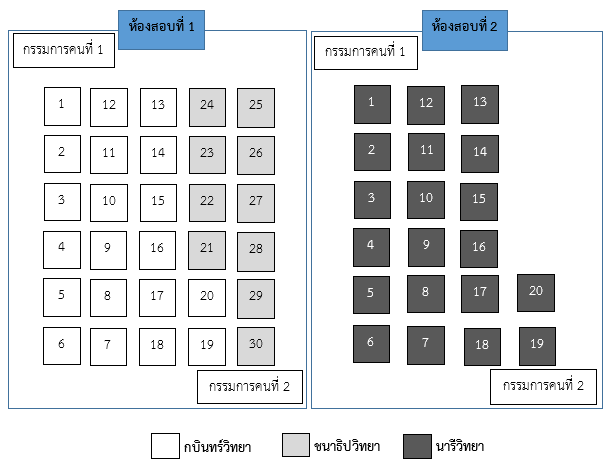 ห้องสอบที่ 1
ห้องสอบที่ 2
กรรมการคนที่ 1
กรรมการคนที่ 1
1 12 13 24 25
2 11 14 23 26
3 10 15 22 27
4 9 16 21 28
5 8 17 20 29
6 7 18 19 30
กรรมการคนที่ 2
1 12 13
2 11 14
3 10 15
4 9 16
5 8 17 20
6 7 18 19
กรรมการคนที่ 2
กบินทร์วิทยา
ชนาธิปวิทยา
นารีวิทยา